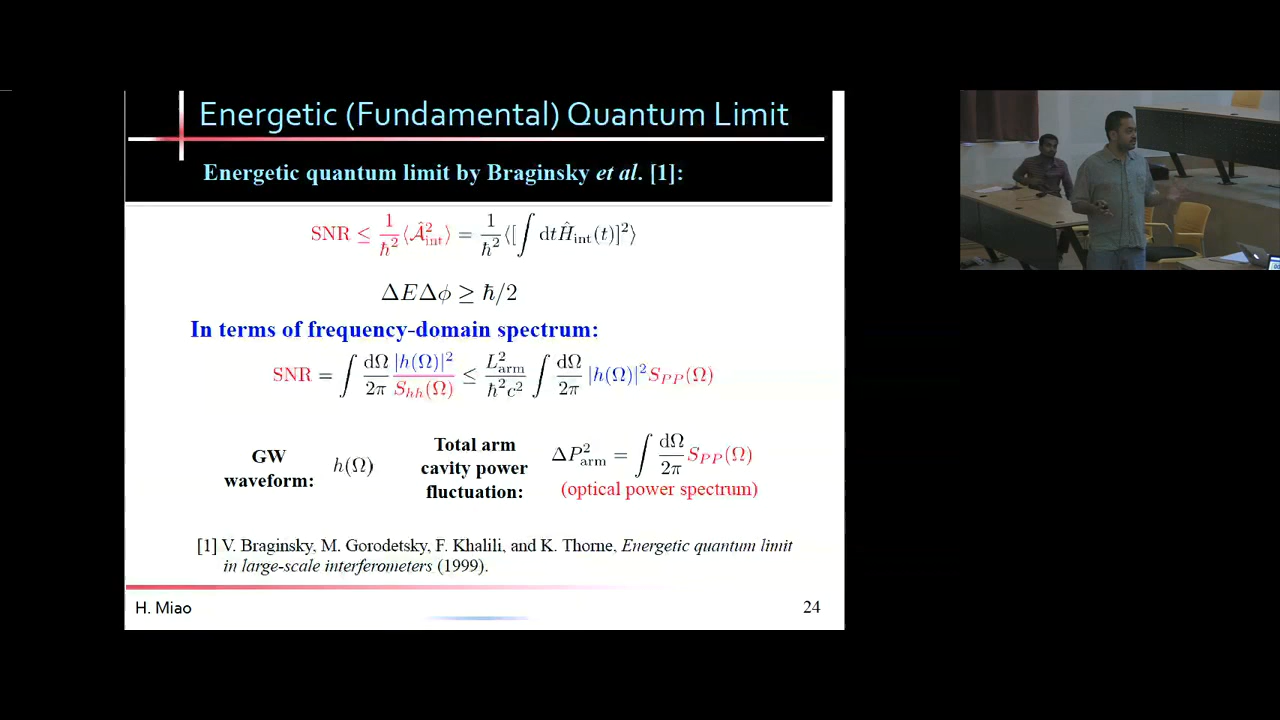 Energetic (Fundamental) Quantum Limit
Energetic quantum limit by Braginsky et al. [1]:
SNR ≤ 1/ħ² ⟨Â²_int⟩ = 1/ħ² ⟨[∫ dtĤ_int(t)]²⟩
ΔEΔϕ ≥ ħ/2
In terms of frequency-domain spectrum:
SNR = ∫ dΩ/2π |h(Ω)|²/S_hh(Ω) ≤ L²_arm/ħ²c² ∫ dΩ/2π |h(Ω)|² S_PP(Ω)
GW
waveform:
h(Ω)
Total arm
cavity power
fluctuation:
ΔP²_arm = ∫ dΩ/2π S_PP(Ω)
(optical power spectrum)
[1] V. Braginsky, M. Gorodetsky, F. Khalili, and K. Thorne, Energetic quantum limit
in large-scale interferometers (1999).
H. Miao
24